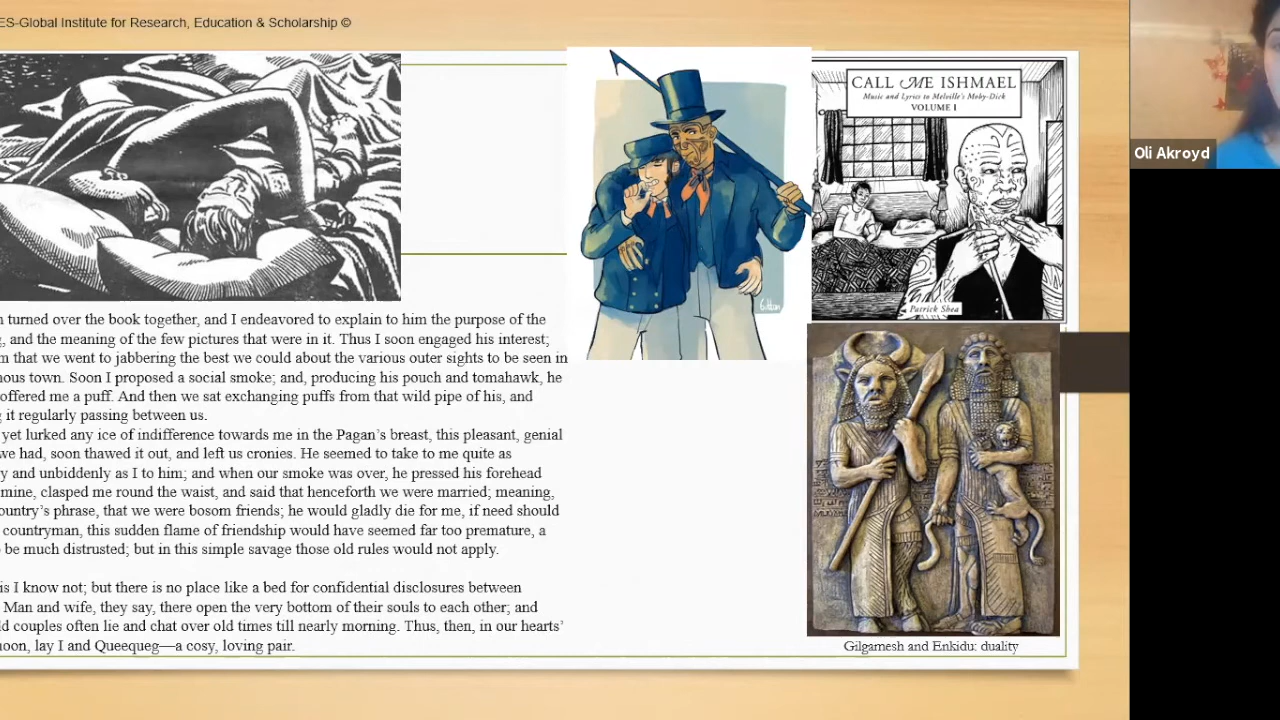 ES-Global Institute for Research, Education & Scholarship ©
turned over the book together, and I endeavored to explain to him the purpose of the
, and the meaning of the few pictures that were in it. Thus I soon engaged his interest;
m that we went to jabbering the best we could about the various outer sights to be seen in
nous town. Soon I proposed a social smoke; and, producing his pouch and tomahawk, he
offered me a puff. And then we sat exchanging puffs from that wild pipe of his, and
it regularly passing between us.
yet lurked any ice of indifference towards me in the Pagan’s breast, this pleasant, genial
we had, soon thawed it out, and left us cronies. He seemed to take to me quite as
y and unbiddenly as I to him; and when our smoke was over, he pressed his forehead
mine, clasped me round the waist, and said that henceforth we were married; meaning,
ountry’s phrase, that we were bosom friends; he would gladly die for me, if need should
countryman, this sudden flame of friendship would have seemed far too premature, a
be much distrusted; but in this simple savage those old rules would not apply.
is I know not; but there is no place like a bed for confidential disclosures between
Man and wife, they say, there open the very bottom of their souls to each other; and
ld couples often lie and chat over old times till nearly morning. Thus, then, in our hearts’
oon, lay I and Queequeg—a cosy, loving pair.
CALL ME ISHMAEL
Music and Lyrics to Melville's Moby-Dick
VOLUME I
Patrick Shea
Gilgamesh and Enkidu: duality
Oli Akroyd